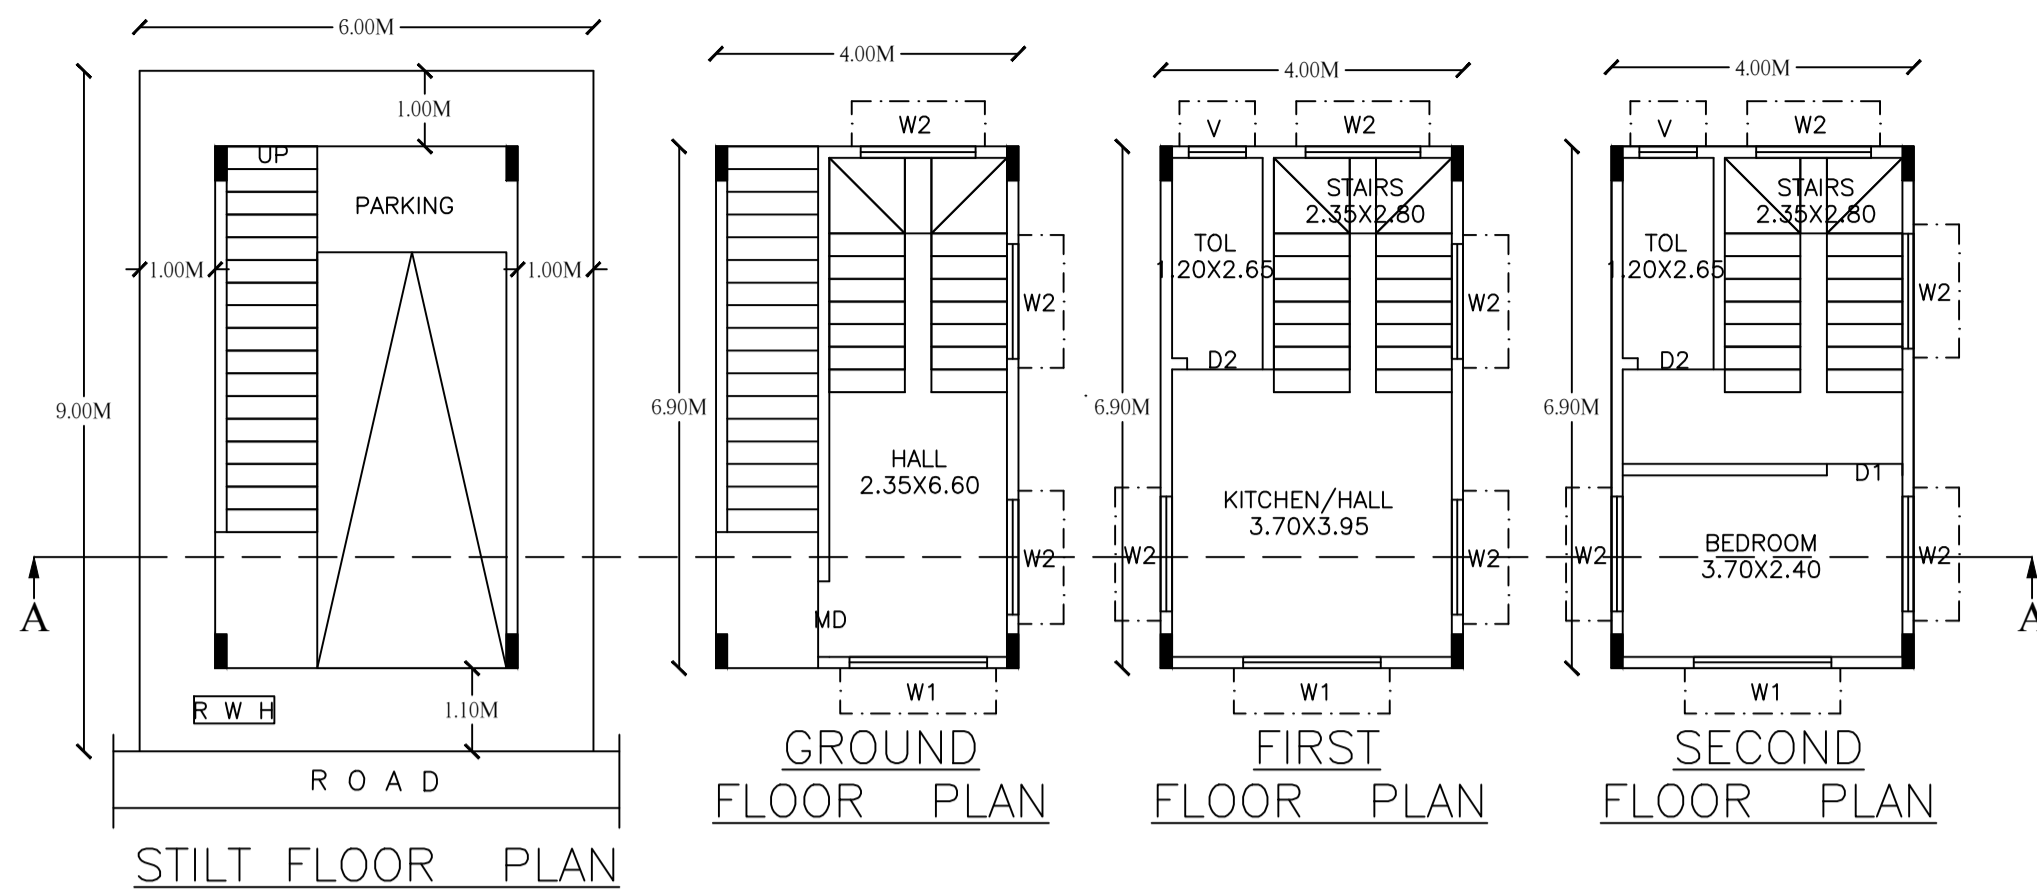 6.00M
1.00M
UP
PARKING
1.00M
1.00M
9.00M
A
R W H
1.10M
R O A D
STILT FLOOR PLAN
4.00M
W2
W2
6.90M
HALL
2.35X6.60
W2
MD
W1
GROUND
FLOOR PLAN
4.00M
V
W2
STAIRS
2.35X2.80
TOL
1.20X2.65
W2
D2
6.90M
KITCHEN/HALL
3.70X3.95
W2
W2
W1
FIRST
FLOOR PLAN
4.00M
V
W2
STAIRS
2.35X2.80
TOL
1.20X2.65
W2
D2
6.90M
D1
BEDROOM
3.70X2.40
W2
W2
A
W1
SECOND
FLOOR PLAN